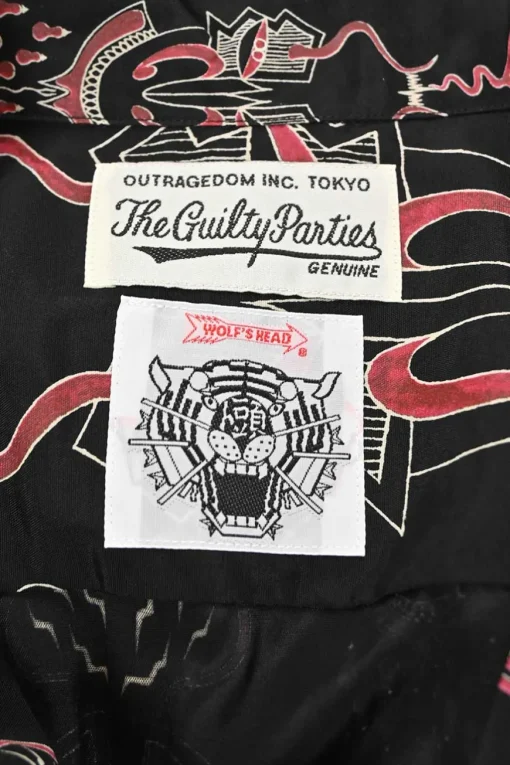 OUTRAGEDOM INC. TOKYO
The Guilty Parties
GENUINE
WOLF'S HEAD
®